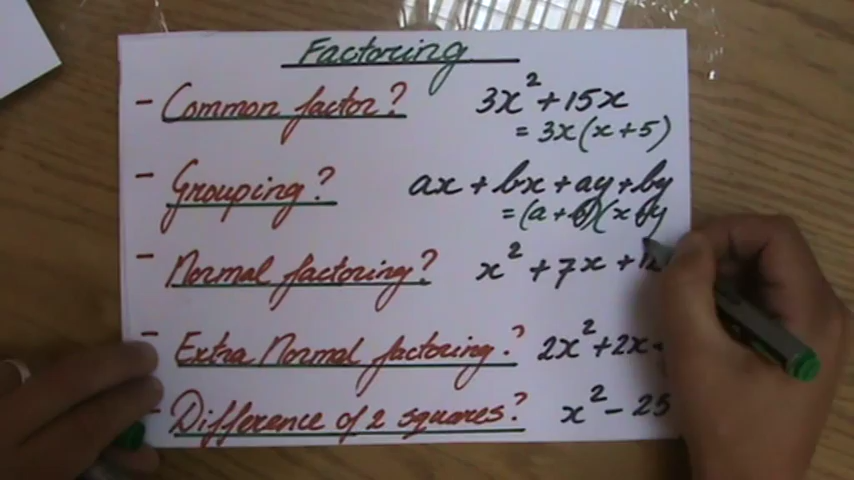 Factoring
- Common factor? 3x² + 15x
= 3x(x+5)
- Grouping? ax + bx + ay + by
= (a + b)(x + y
- Normal factoring? x² + 7x +
- Extra Normal factoring? 2x² + 2x
- Difference of 2 squares? x² - 25